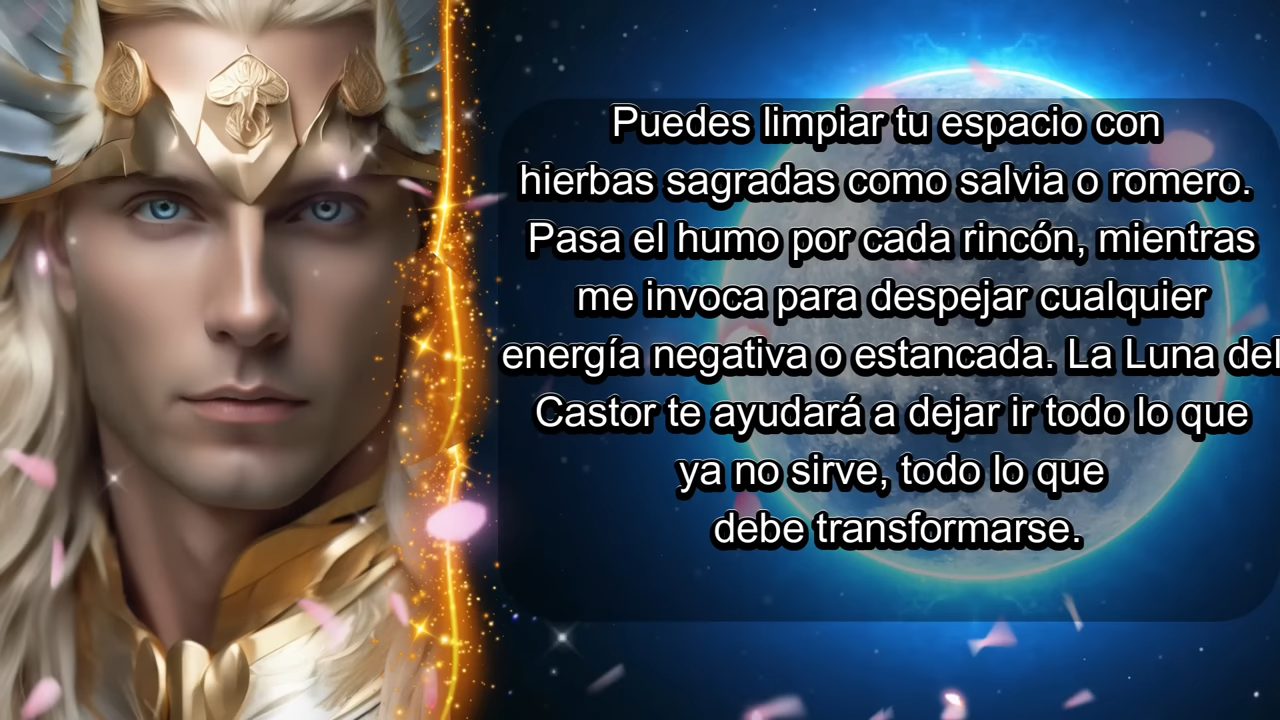 Puedes limpiar tu espacio con
hierbas sagradas como salvia o romero.
Pasa el humo por cada rincón, mientras
me invoca para despejar cualquier
energía negativa o estancada. La Luna del
Castor te ayudará a dejar ir todo lo que
ya no sirve, todo lo que
debe transformarse.